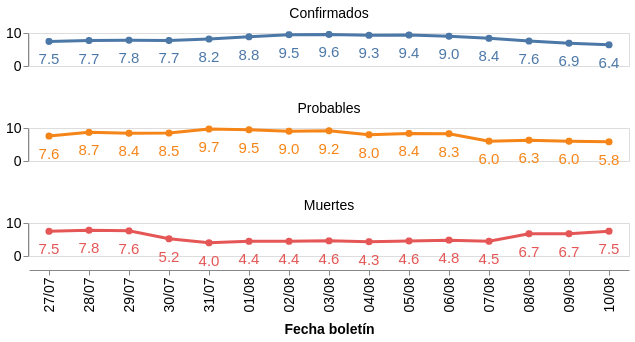 Confirmados
10
0
7.5 7.7 7.8 7.7 8.2 8.8 9.5 9.6 9.3 9.4 9.0 8.4 7.6 6.9 6.4
Probables
10
0
7.6 8.7 8.4 8.5 9.7 9.5 9.0 9.2 8.0 8.4 8.3 6.0 6.3 6.0 5.8
Muertes
10
0
7.5 7.8 7.6 5.2 4.0 4.4 4.4 4.6 4.3 4.6 4.8 4.5 6.7 6.7 7.5
27/07 28/07 29/07 30/07 31/07 01/08 02/08 03/08 04/08 05/08 06/08 07/08 08/08 09/08 10/08
Fecha boletín